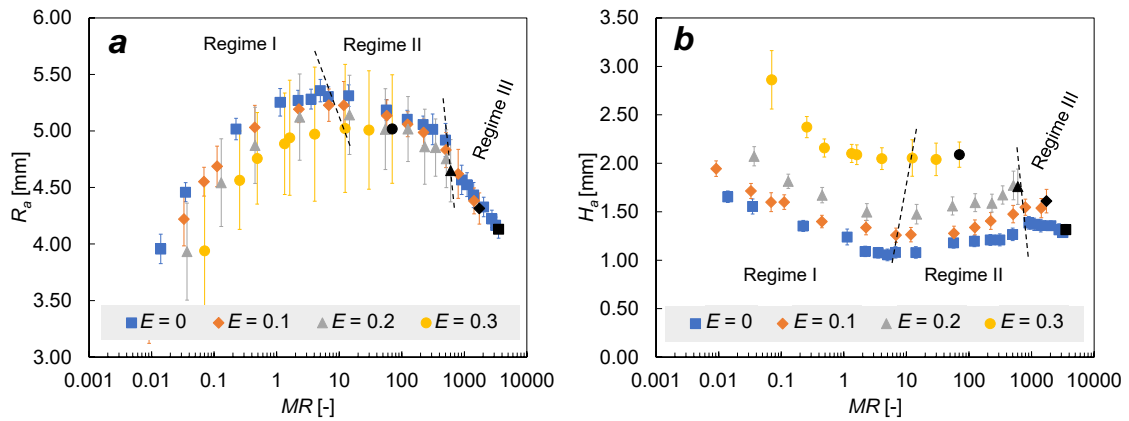 a
Regime I
Regime II
Regime III
6.00
5.50
5.00
4.50
4.00
3.50
3.00
Ra [mm]
E = 0
E = 0.1
E = 0.2
E = 0.3
0.001
0.01
0.1
1
10
100
1000
10000
MR [-]
b
3.50
3.00
2.50
2.00
1.50
1.00
0.50
0.00
Ha [mm]
Regime III
Regime I
Regime II
E = 0
E = 0.1
E = 0.2
E = 0.3
0.001
0.01
0.1
1
10
100
1000
10000
MR [-]